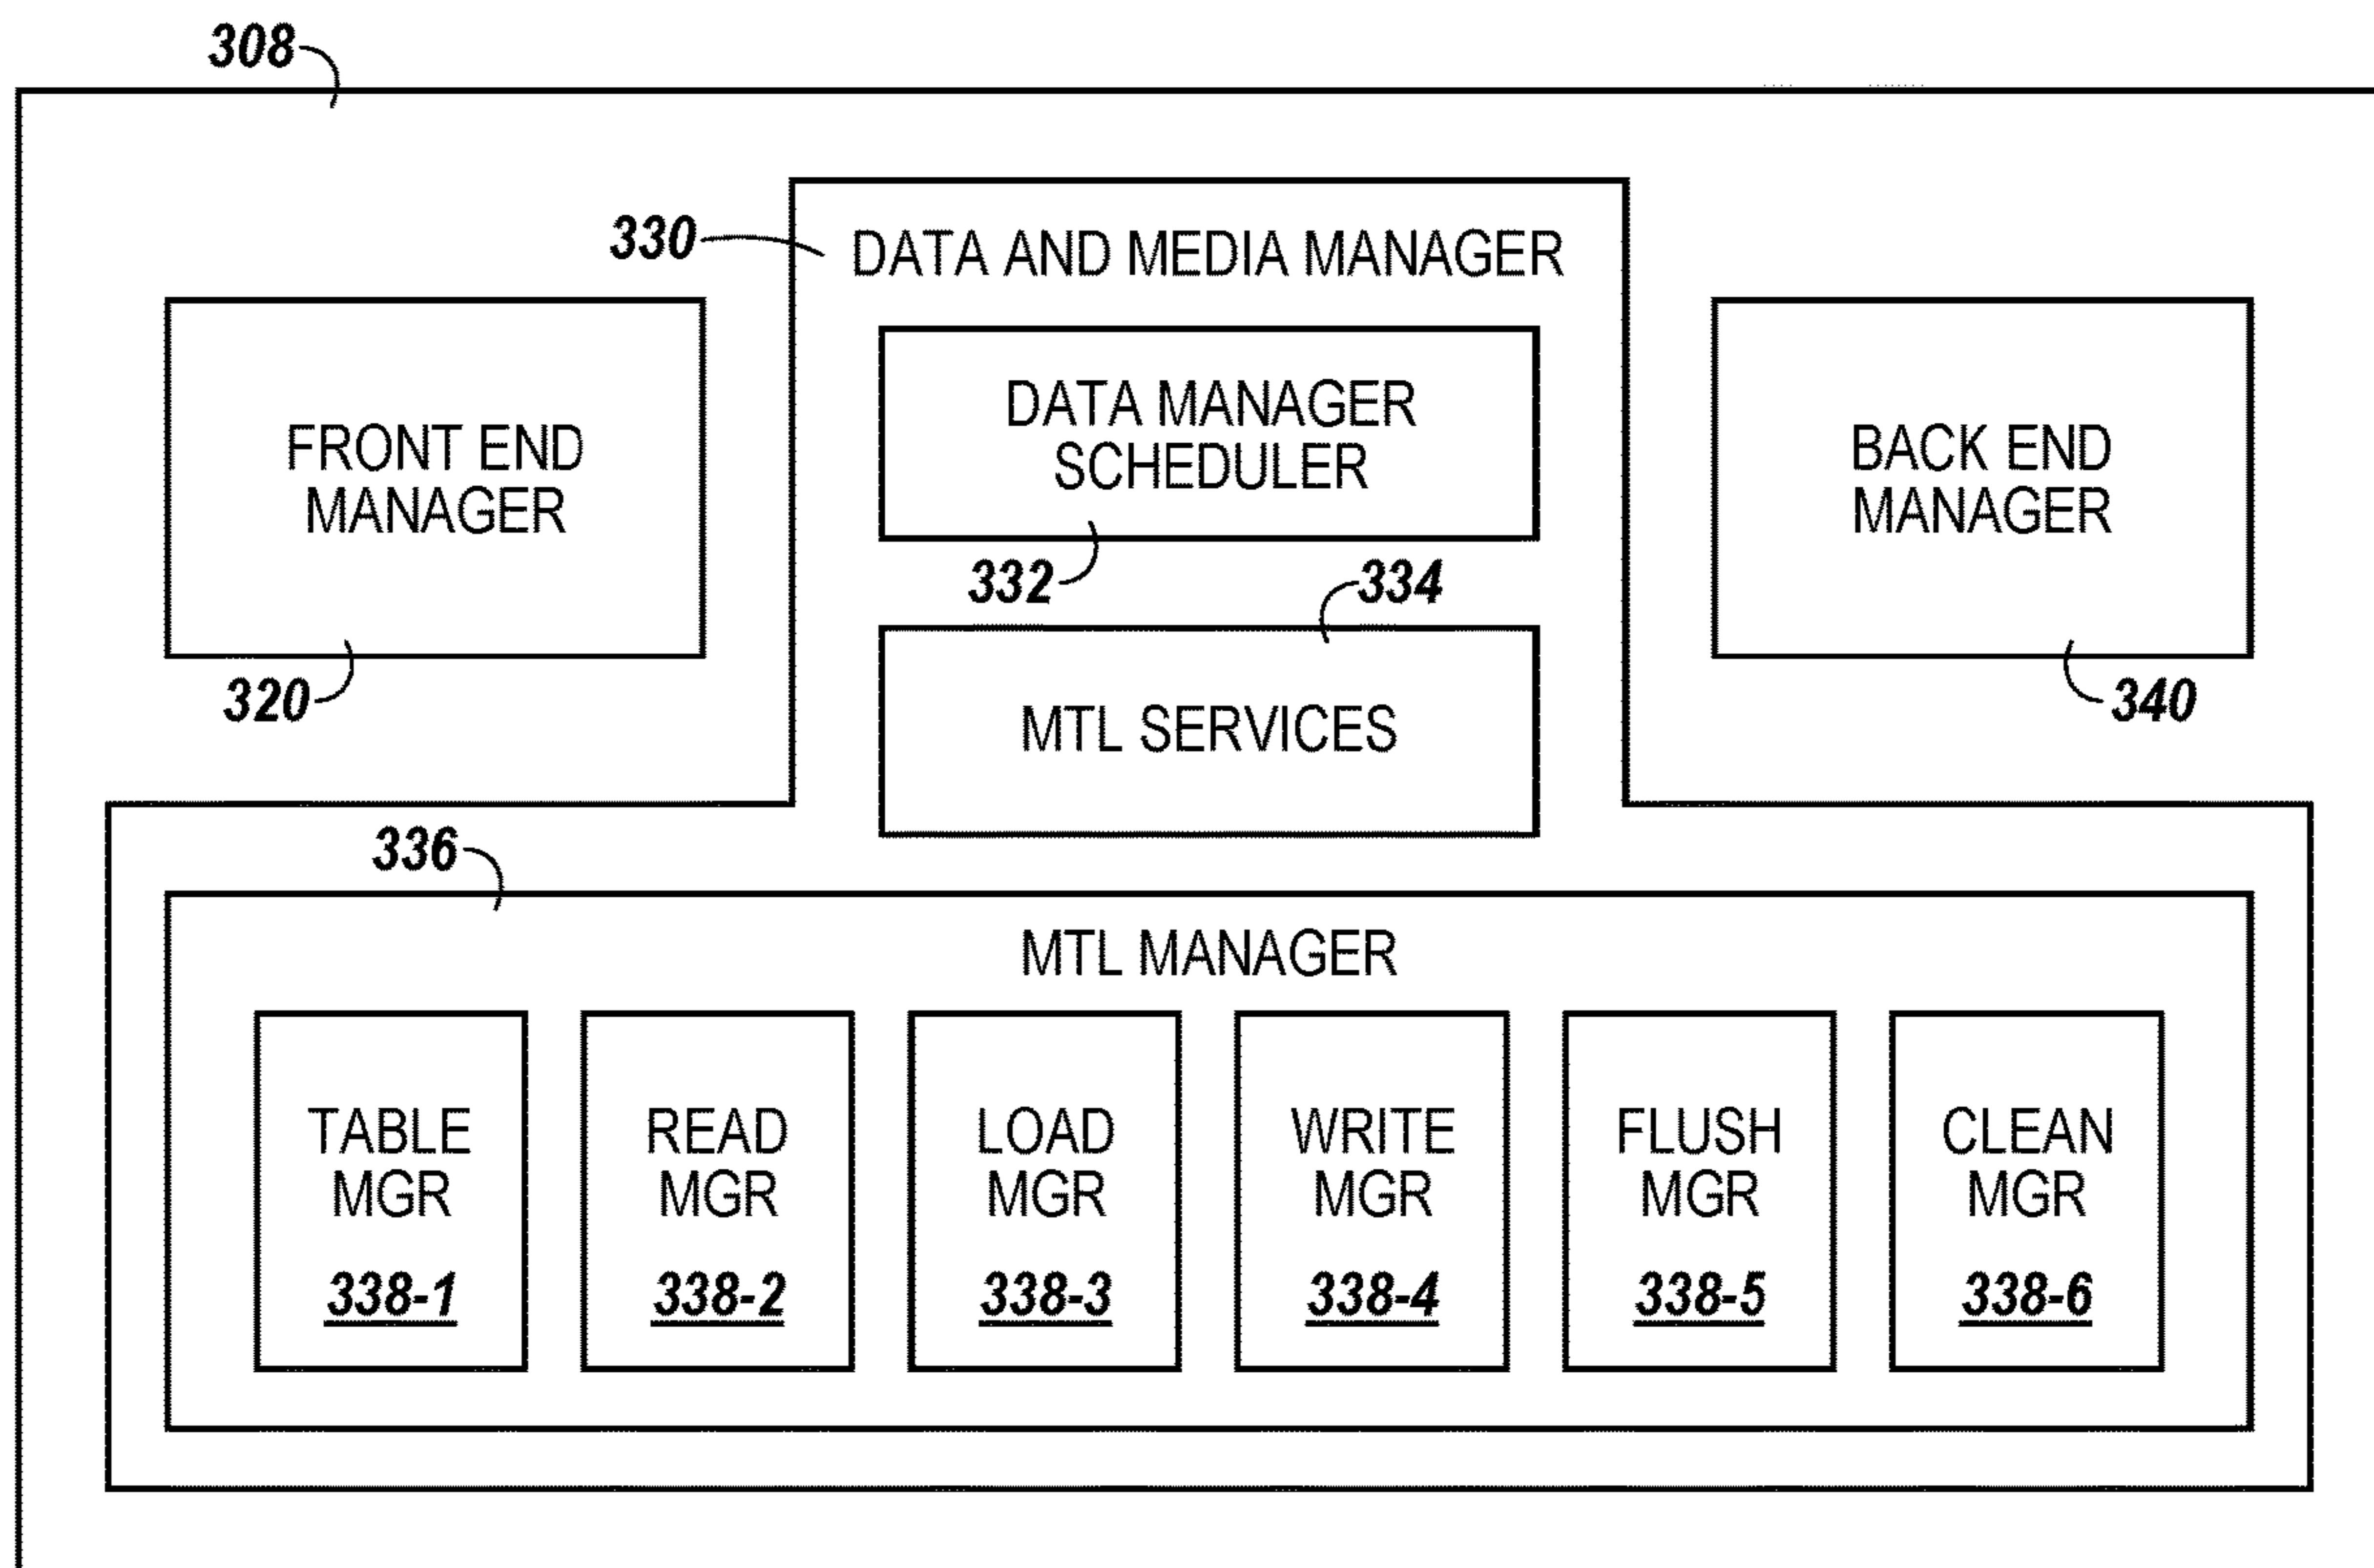 308
330
DATA AND MEDIA MANAGER
FRONT END
MANAGER
320
DATA MANAGER
SCHEDULER
332
334
MTL SERVICES
BACK END
MANAGER
340
336
MTL MANAGER
TABLE
MGR
338-1
READ
MGR
338-2
LOAD
MGR
338-3
WRITE
MGR
338-4
FLUSH
MGR
338-5
CLEAN
MGR
338-6